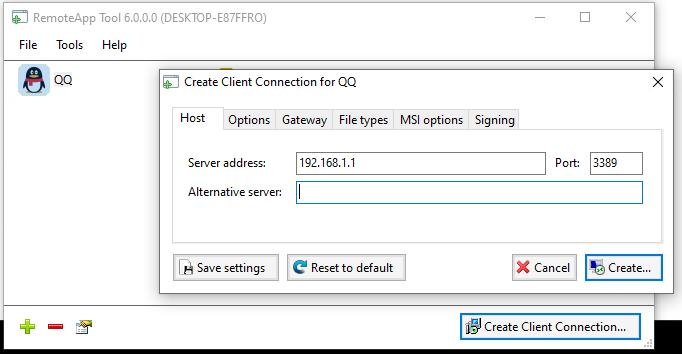 RemoteApp Tool 6.0.0.0 (DESKTOP-E87FFRO)
File Tools Help
QQ
Create Client Connection for QQ
Host Options Gateway File types MSI options Signing
Server address: 192.168.1.1 Port: 3389
Alternative server:
Save settings Reset to default Cancel Create...
Create Client Connection...